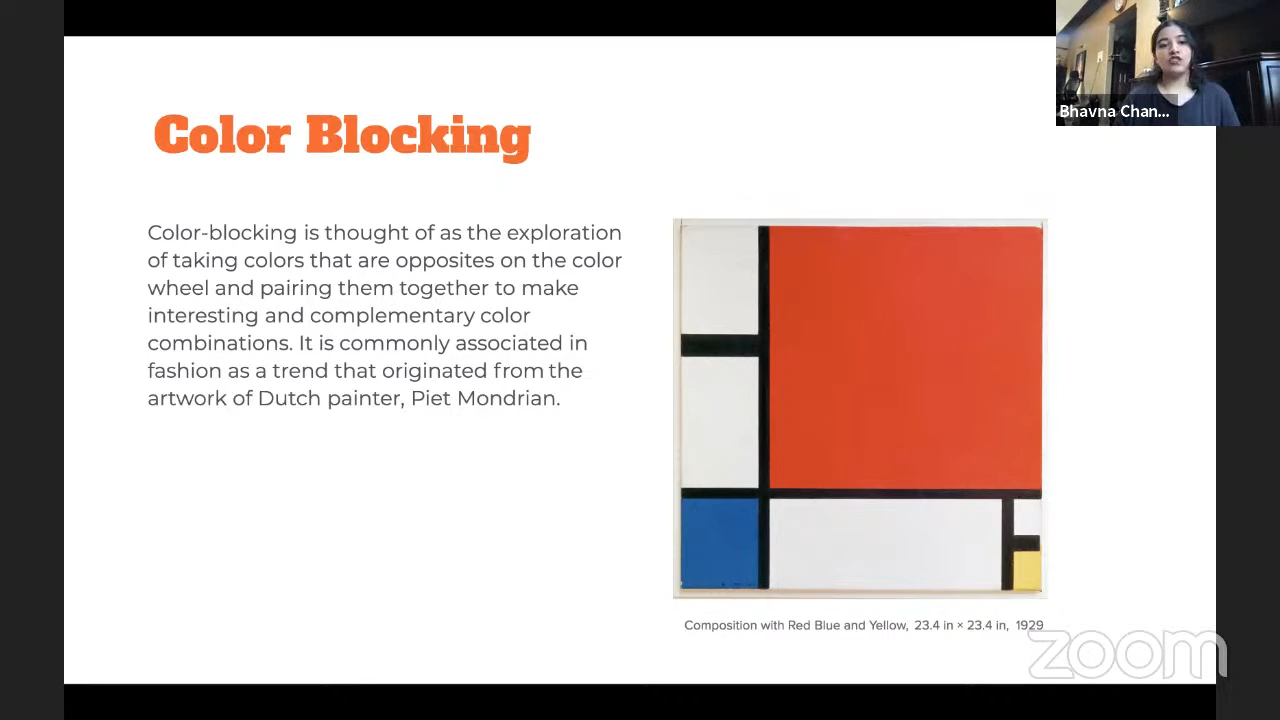 Color Blocking
Bhavna Chan...
Color-blocking is thought of as the exploration
of taking colors that are opposites on the color
wheel and pairing them together to make
interesting and complementary color
combinations. It is commonly associated in
fashion as a trend that originated from the
artwork of Dutch painter, Piet Mondrian.
Composition with Red Blue and Yellow, 23.4 in × 23.4 in, 1929
zoom